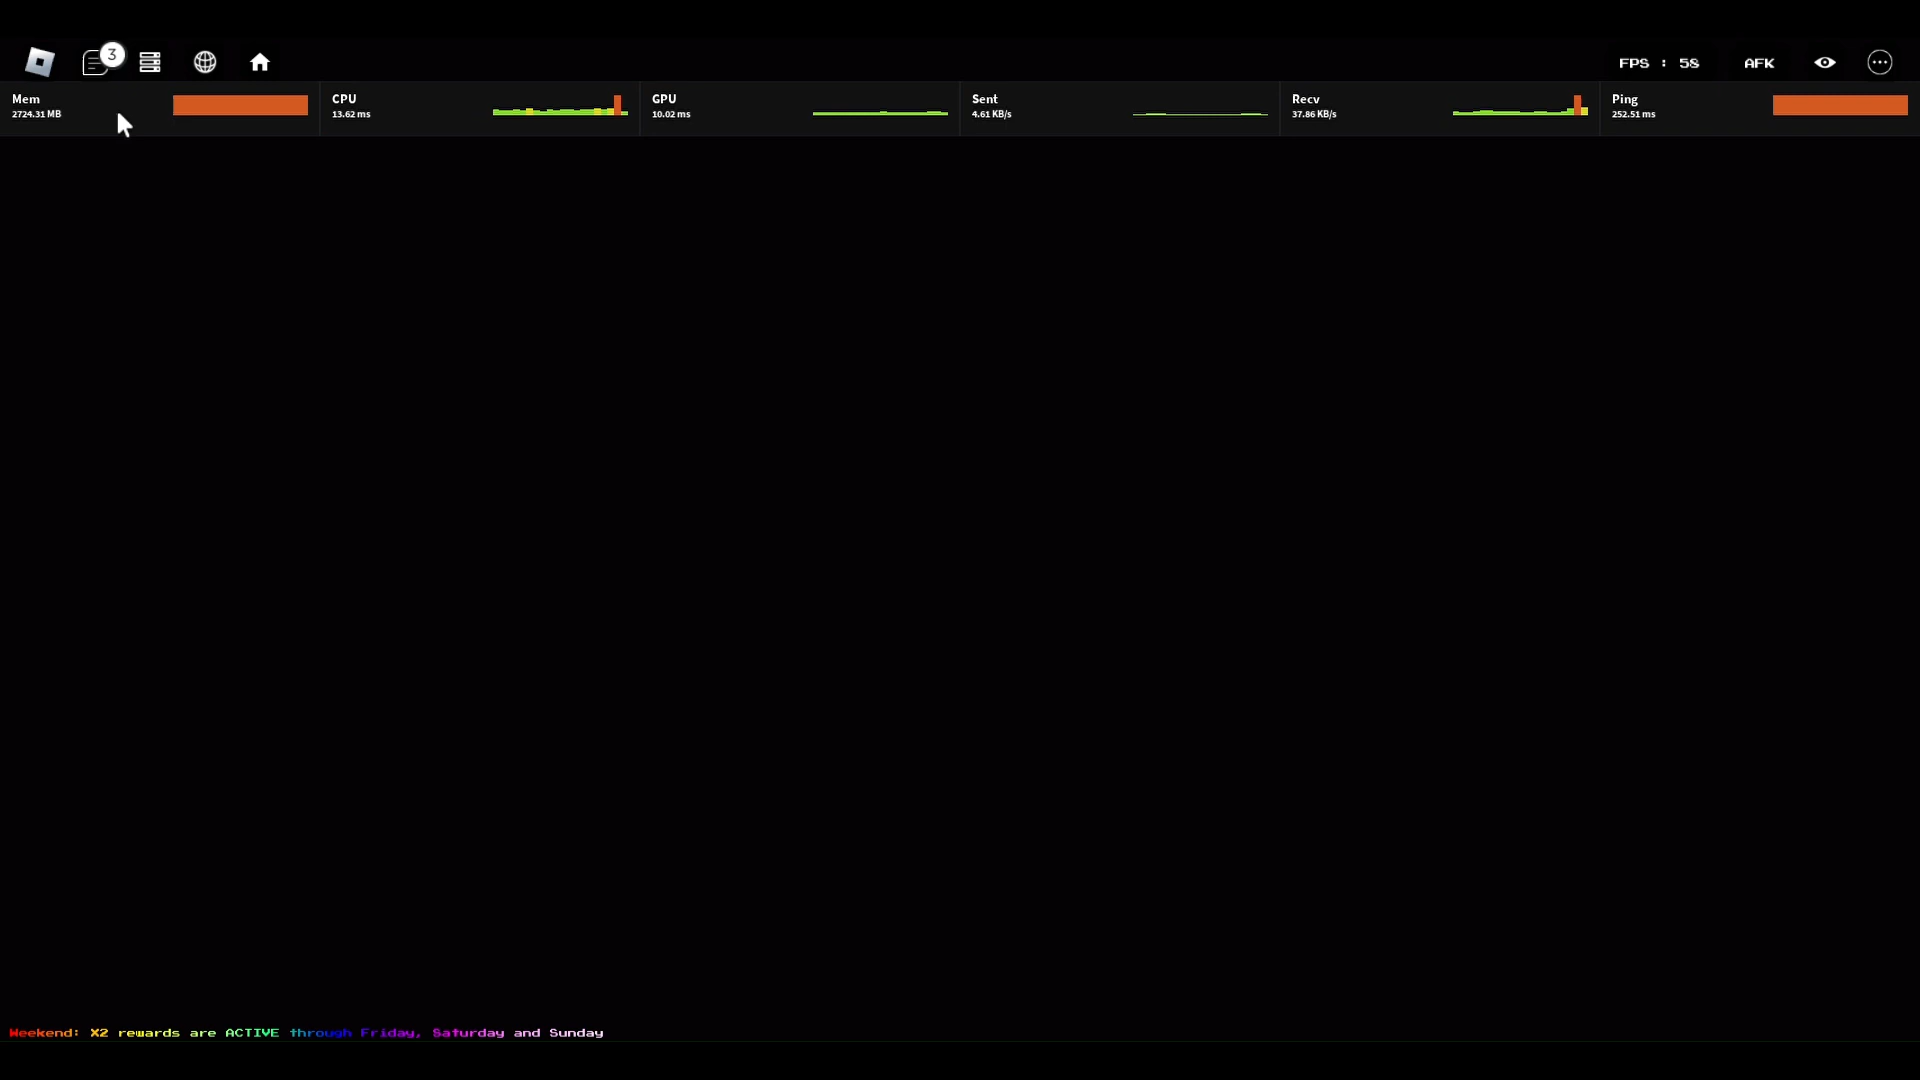 3
FPS : 58
AFK
Mem
2724.31 MB
CPU
13.62 ms
GPU
10.02 ms
Sent
4.61 KB/s
Recv
37.86 KB/s
Ping
252.51 ms
Weekend: X2 rewards are ACTIVE through Friday, Saturday and Sunday